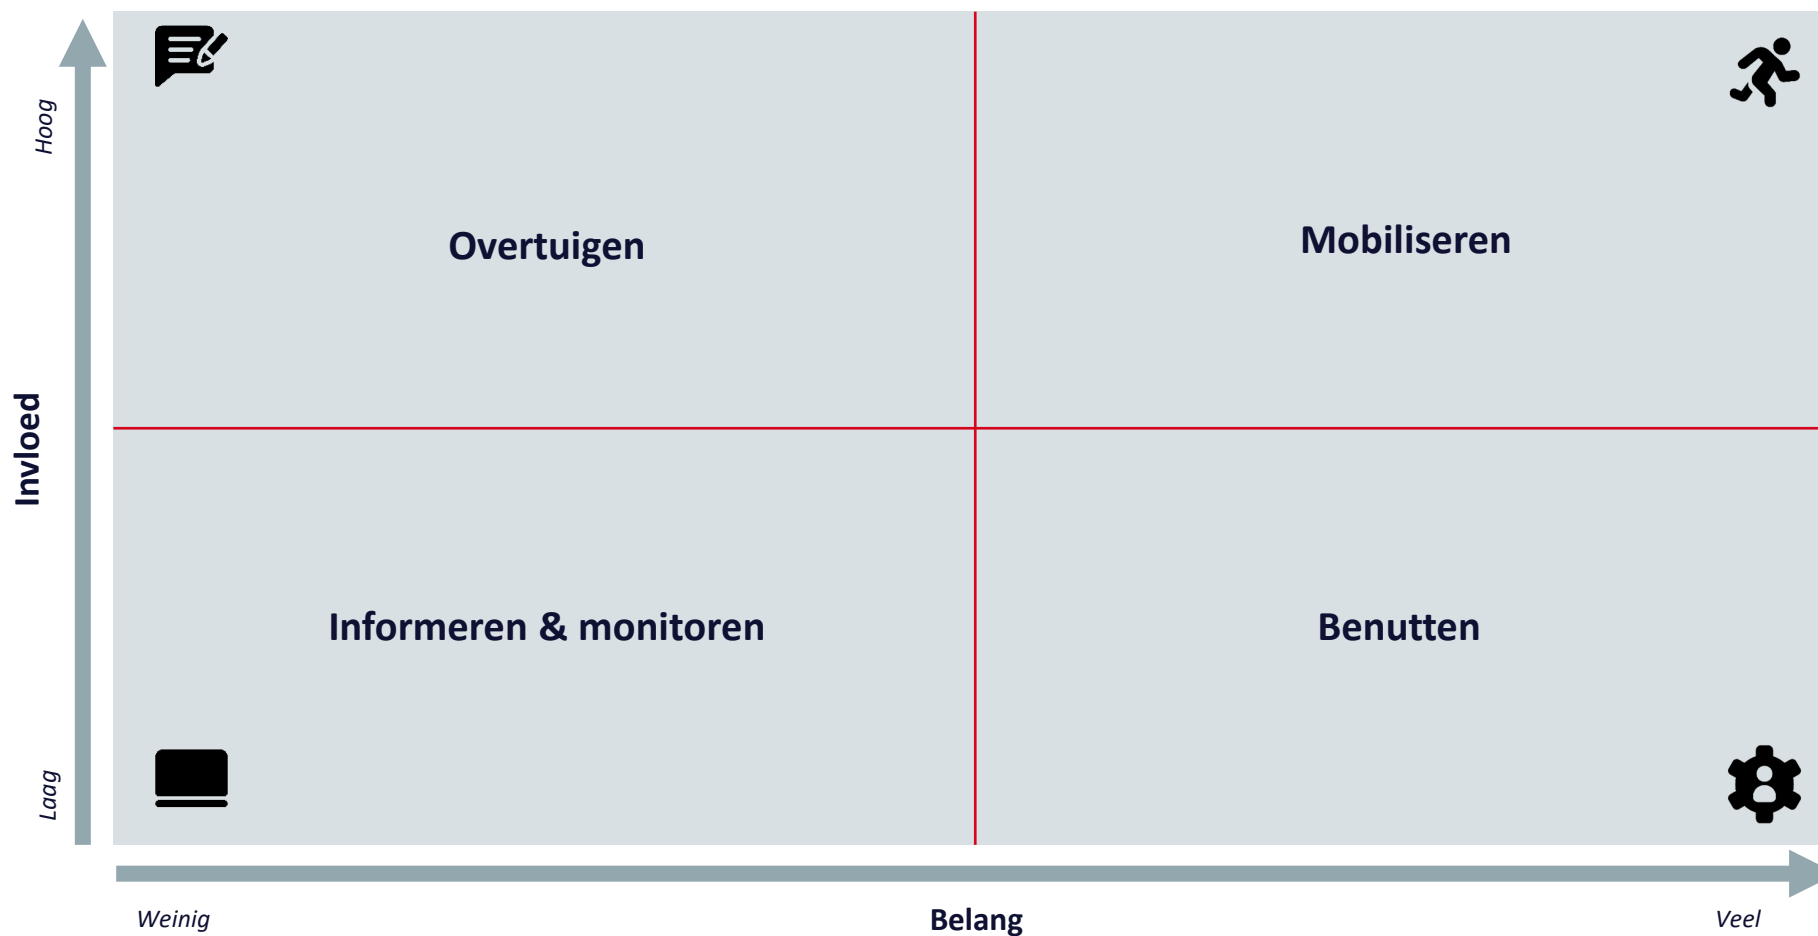 Hoog
Overtuigen
Mobiliseren
Invloed
Informeren & monitoren
Benutten
Laag
Weinig
Belang
Veel